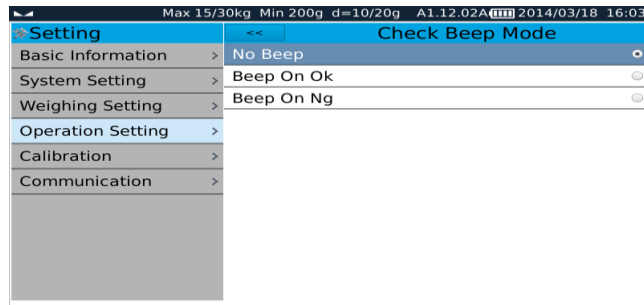 Max 15/30kg Min 200g d=10/20g A1.12.02A 2014/03/18 16:03
Setting
<< Check Beep Mode
Basic Information >
System Setting >
Weighing Setting >
Operation Setting >
Calibration >
Communication >
No Beep
Beep On Ok
Beep On Ng